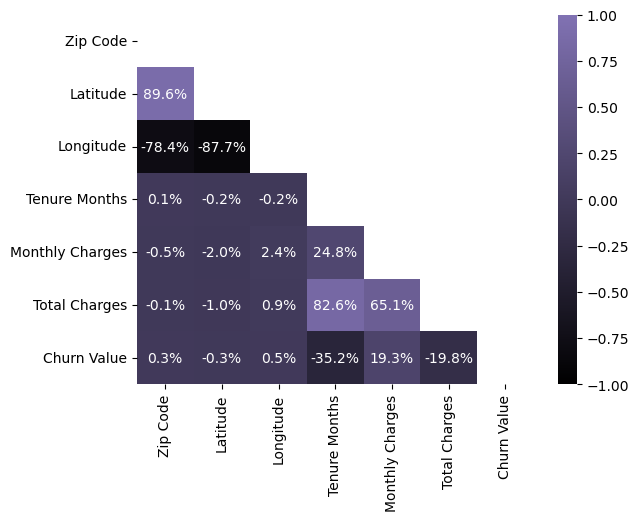 Zip Code
Latitude 89.6%
Longitude -78.4% -87.7%
Tenure Months 0.1% -0.2% -0.2%
Monthly Charges -0.5% -2.0% 2.4% 24.8%
Total Charges -0.1% -1.0% 0.9% 82.6% 65.1%
Churn Value 0.3% -0.3% 0.5% -35.2% 19.3% -19.8%
Zip Code
Latitude
Longitude
Tenure Months
Monthly Charges
Total Charges
Churn Value
1.00
0.75
0.50
0.25
0.00
−0.25
−0.50
−0.75
−1.00